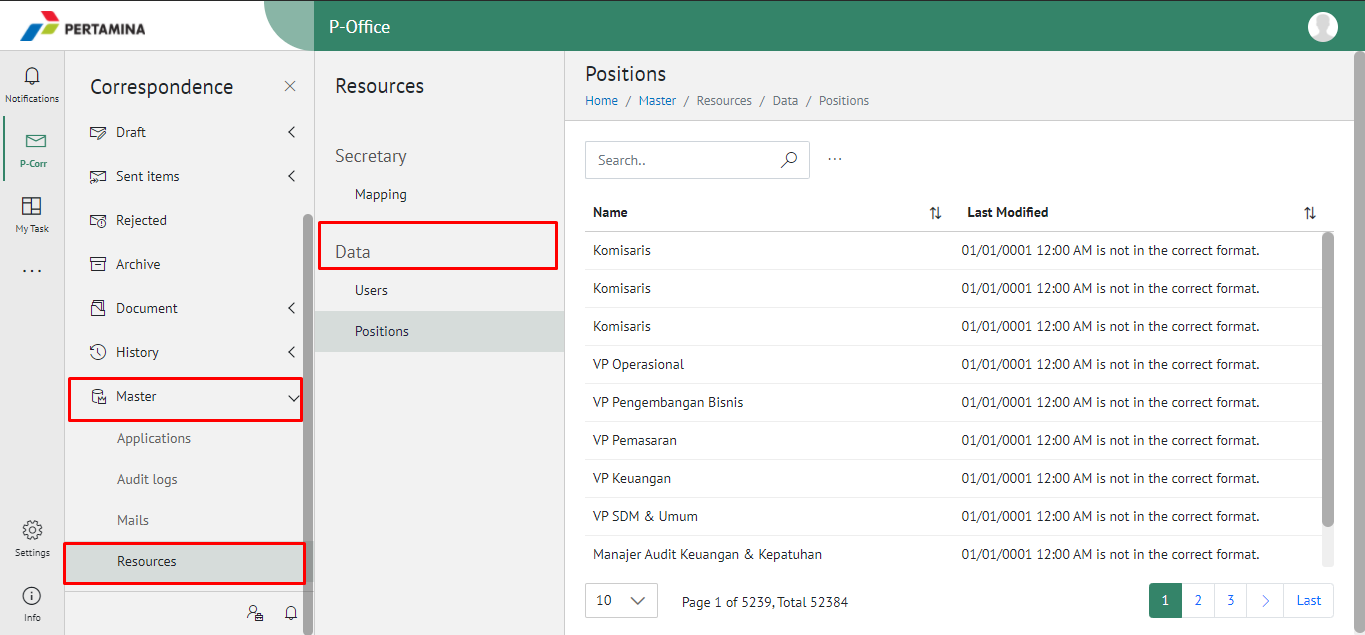 PERTAMINA
P-Office
Notifications
P-Corr
My Task
...
Settings
Info
Correspondence
Draft
Sent items
Rejected
Archive
Document
History
Master
Applications
Audit logs
Mails
Resources
Resources
Secretary
Mapping
Data
Users
Positions
Positions
Home / Master / Resources / Data / Positions
Search..
...
Name Last Modified
Komisaris 01/01/0001 12:00 AM is not in the correct format.
Komisaris 01/01/0001 12:00 AM is not in the correct format.
Komisaris 01/01/0001 12:00 AM is not in the correct format.
VP Operasional 01/01/0001 12:00 AM is not in the correct format.
VP Pengembangan Bisnis 01/01/0001 12:00 AM is not in the correct format.
VP Pemasaran 01/01/0001 12:00 AM is not in the correct format.
VP Keuangan 01/01/0001 12:00 AM is not in the correct format.
VP SDM & Umum 01/01/0001 12:00 AM is not in the correct format.
Manajer Audit Keuangan & Kepatuhan 01/01/0001 12:00 AM is not in the correct format.
10 Page 1 of 5239, Total 52384 1 2 3 > Last